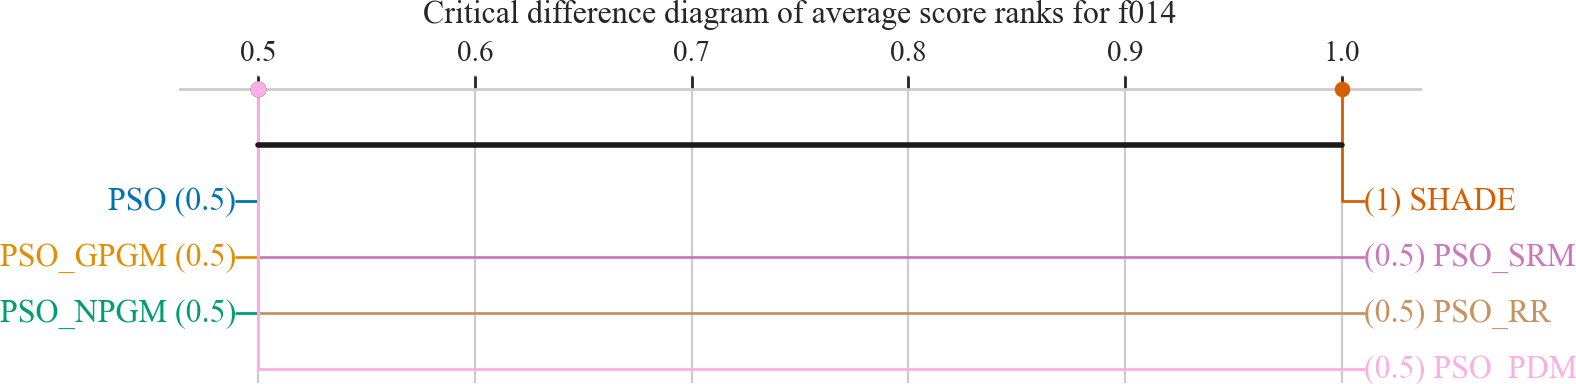 Critical difference diagram of average score ranks for f014
0.5 0.6 0.7 0.8 0.9 1.0
PSO (0.5) (1) SHADE
PSO_GPGM (0.5) (0.5) PSO_SRM
PSO_NPGM (0.5) (0.5) PSO_RR
(0.5) PSO_PDM